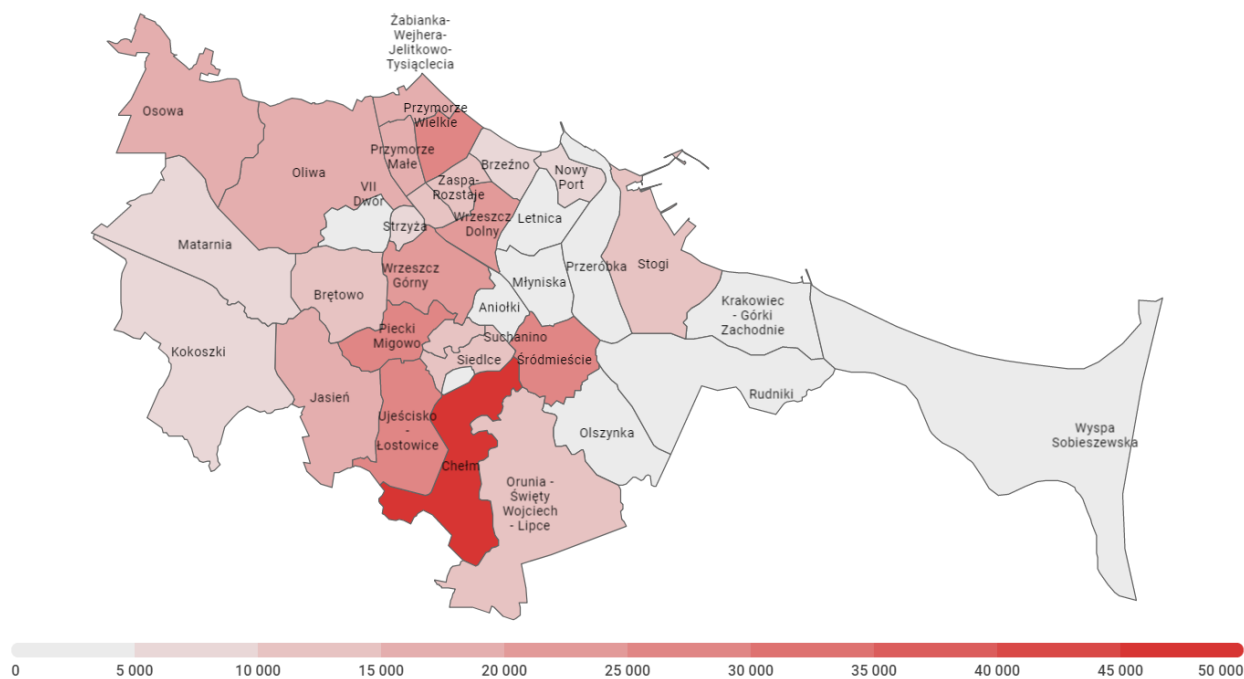 Żabianka-
Wejhera-
Jelitkowo-
Tysiąclecia
Osowa
Przymorze
Wielkie
Oliwa
Przymorze
Małe
Brzeźno
Nowy
Port
VII
Dwór
Zaspa-
Rozstaje
Strzyża
Wrzeszcz
Dolny
Letnica
Matarnia
Przeróbka
Stogi
Wrzeszcz
Górny
Młyniska
Brętowo
Aniołki
Krakowiec
- Górki
Zachodnie
Piecki
Migowo
Suchanino
Kokoszki
Siedlce
Śródmieście
Jasień
Rudniki
Ujeścisko
-
Łostowice
Olszynka
Wyspa
Sobieszewska
Chełm
Orunia -
Święty
Wojciech
- Lipce
0 5 000 10 000 15 000 20 000 25 000 30 000 35 000 40 000 45 000 50 000